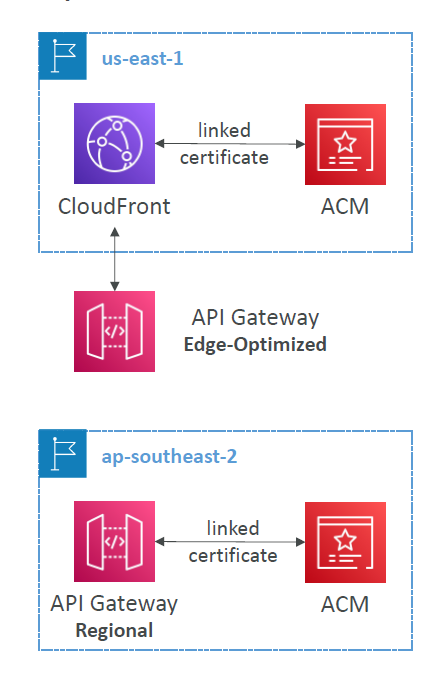 us-east-1
linked
certificate
CloudFront
ACM
API Gateway
Edge-Optimized
ap-southeast-2
linked
certificate
API Gateway
Regional
ACM